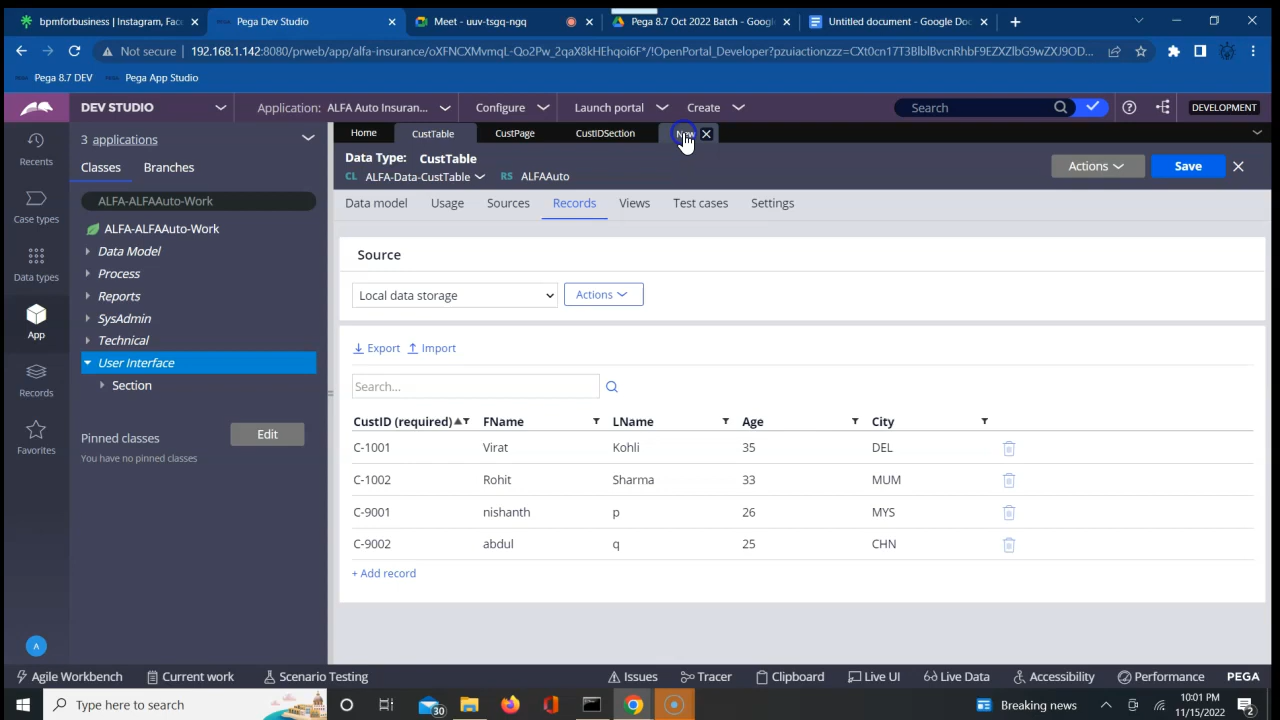 bpmforbusiness | Instagram, Face
Pega Dev Studio
Meet - uuv-tsgq-ngq
Pega 8.7 Oct 2022 Batch - Google
Untitled document - Google Doc
Not secure | 192.168.1.142:8080/prweb/app/alfa-insurance/oXFNCXMvmqL-Qo2Pw_2qaX8kHEhqoi6F*/!OpenPortal_Developer?pzuiactionzzz=CXt0cn17T3BlblBvcnRhbF9EZXZlbG9wZXJ9OD...
PEGA Pega 8.7 DEV
PEGA Pega App Studio
DEV STUDIO
Application: ALFA Auto Insuran...
Configure
Launch portal
Create
Search
DEVELOPMENT
Recents
Case types
Data types
App
Records
Favorites
A
3 applications
Classes
Branches
ALFA-ALFAAuto-Work
ALFA-ALFAAuto-Work
Data Model
Process
Reports
SysAdmin
Technical
User Interface
Section
Pinned classes
Edit
You have no pinned classes
Home
CustTable
CustPage
CustIDSection
New
Data Type: CustTable
CL ALFA-Data-CustTable RS ALFAAuto
Actions
Save
Data model
Usage
Sources
Records
Views
Test cases
Settings
Source
Local data storage
Actions
Export
Import
Search...
CustID (required) FName LName Age City
C-1001 Virat Kohli 35 DEL
C-1002 Rohit Sharma 33 MUM
C-9001 nishanth p 26 MYS
C-9002 abdul q 25 CHN
+ Add record
Agile Workbench
Current work
Scenario Testing
Issues
Tracer
Clipboard
Live UI
Live Data
Accessibility
Performance
PEGA
Type here to search
30
Breaking news
10:01 PM
11/15/2022
2